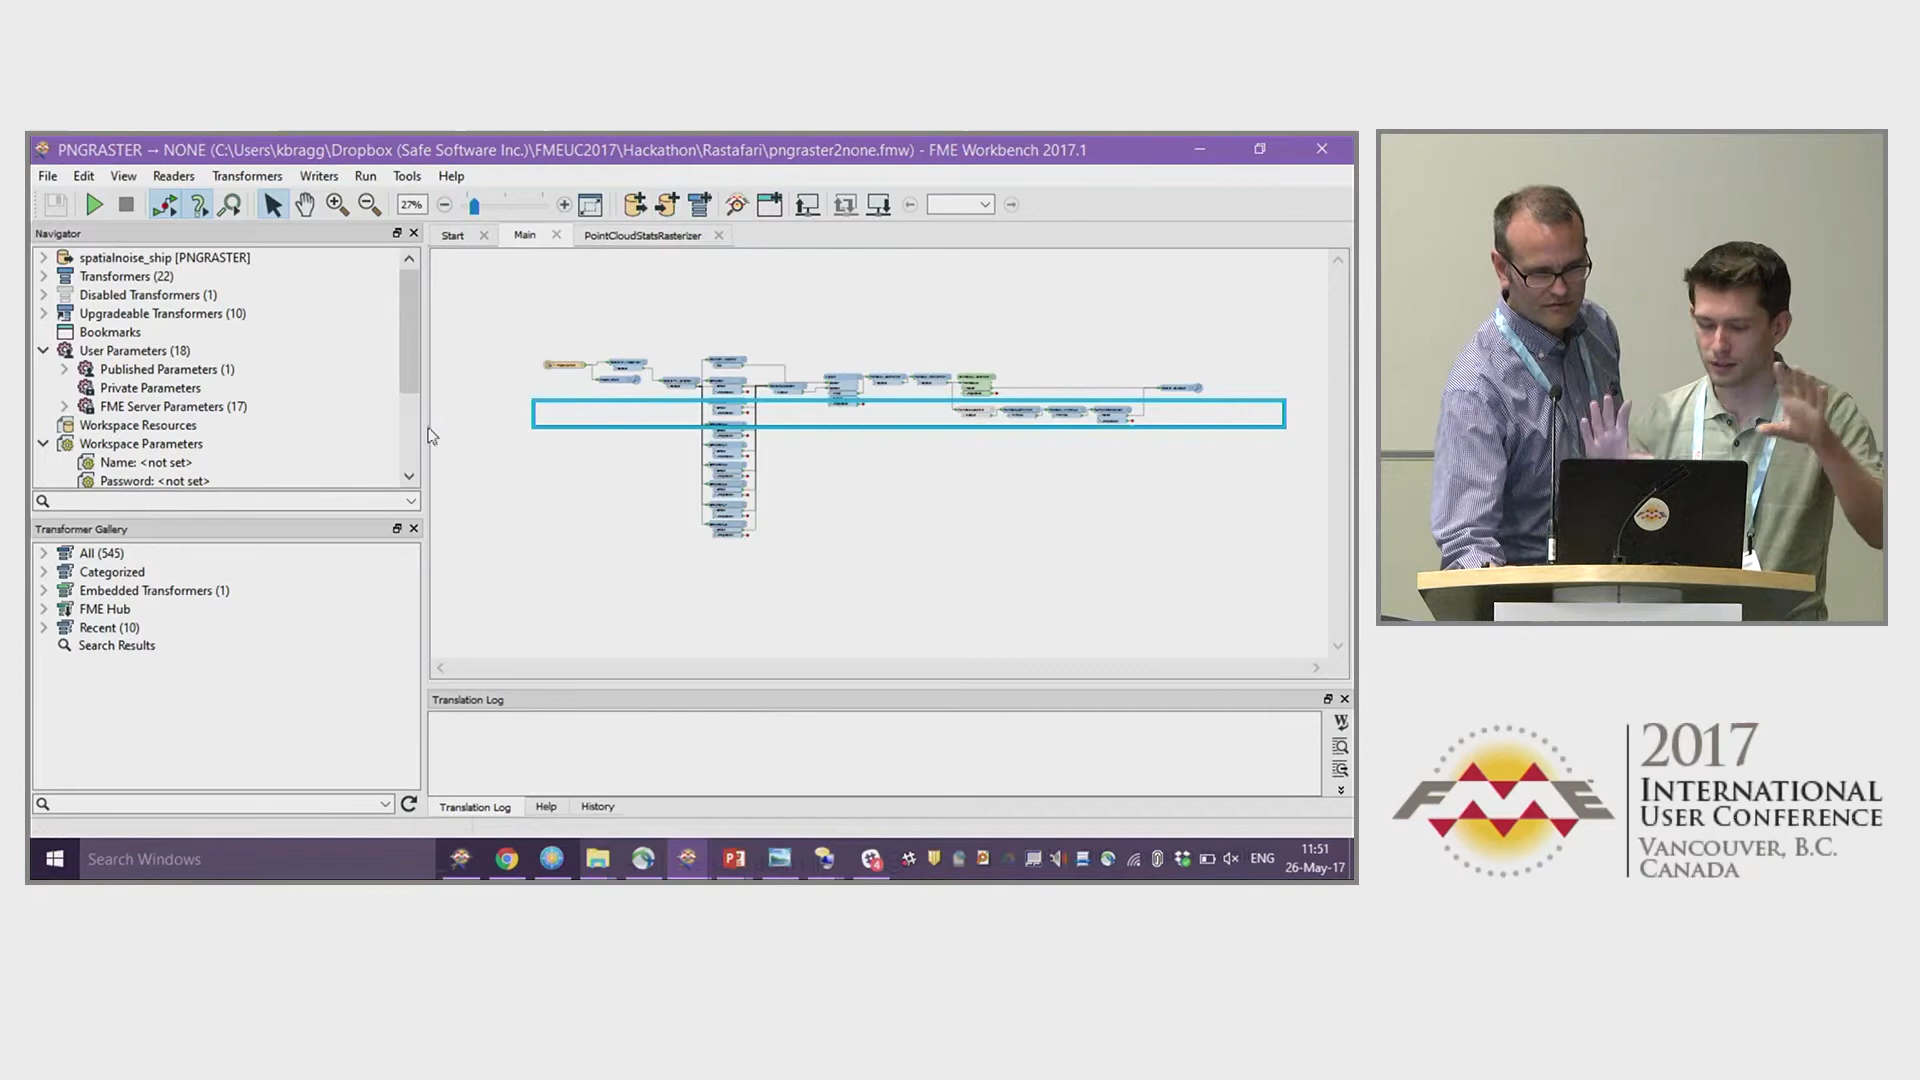 PNGRASTER → NONE (C:\Users\kbragg\Dropbox (Safe Software Inc.)\FMEUC2017\Hackathon\Rastafari\pngraster2none.fmw) - FME Workbench 2017.1
File Edit View Readers Transformers Writers Run Tools Help
27%
Navigator
spatialnoise_ship [PNGRASTER]
Transformers (22)
Disabled Transformers (1)
Upgradeable Transformers (10)
Bookmarks
User Parameters (18)
Published Parameters (1)
Private Parameters
FME Server Parameters (17)
Workspace Resources
Workspace Parameters
Name: <not set>
Password: <not set>
Transformer Gallery
All (545)
Categorized
Embedded Transformers (1)
FME Hub
Recent (10)
Search Results
Start Main PointCloudStatsRasterizer
Translation Log
Translation Log Help History
Search Windows
ENG
11:51
26-May-17
FME
2017
INTERNATIONAL
USER CONFERENCE
VANCOUVER, B.C.
CANADA